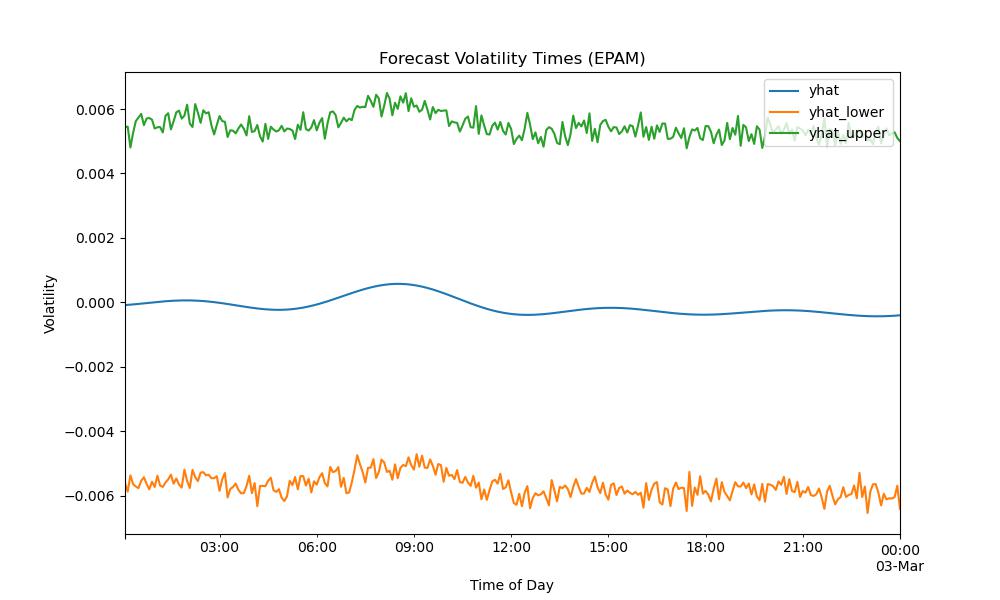 Forecast Volatility Times (EPAM)
yhat
yhat_lower
yhat_upper
0.006
0.004
0.002
0.000
−0.002
−0.004
−0.006
Volatility
03:00
06:00
09:00
12:00
15:00
18:00
21:00
00:00
03-Mar
Time of Day